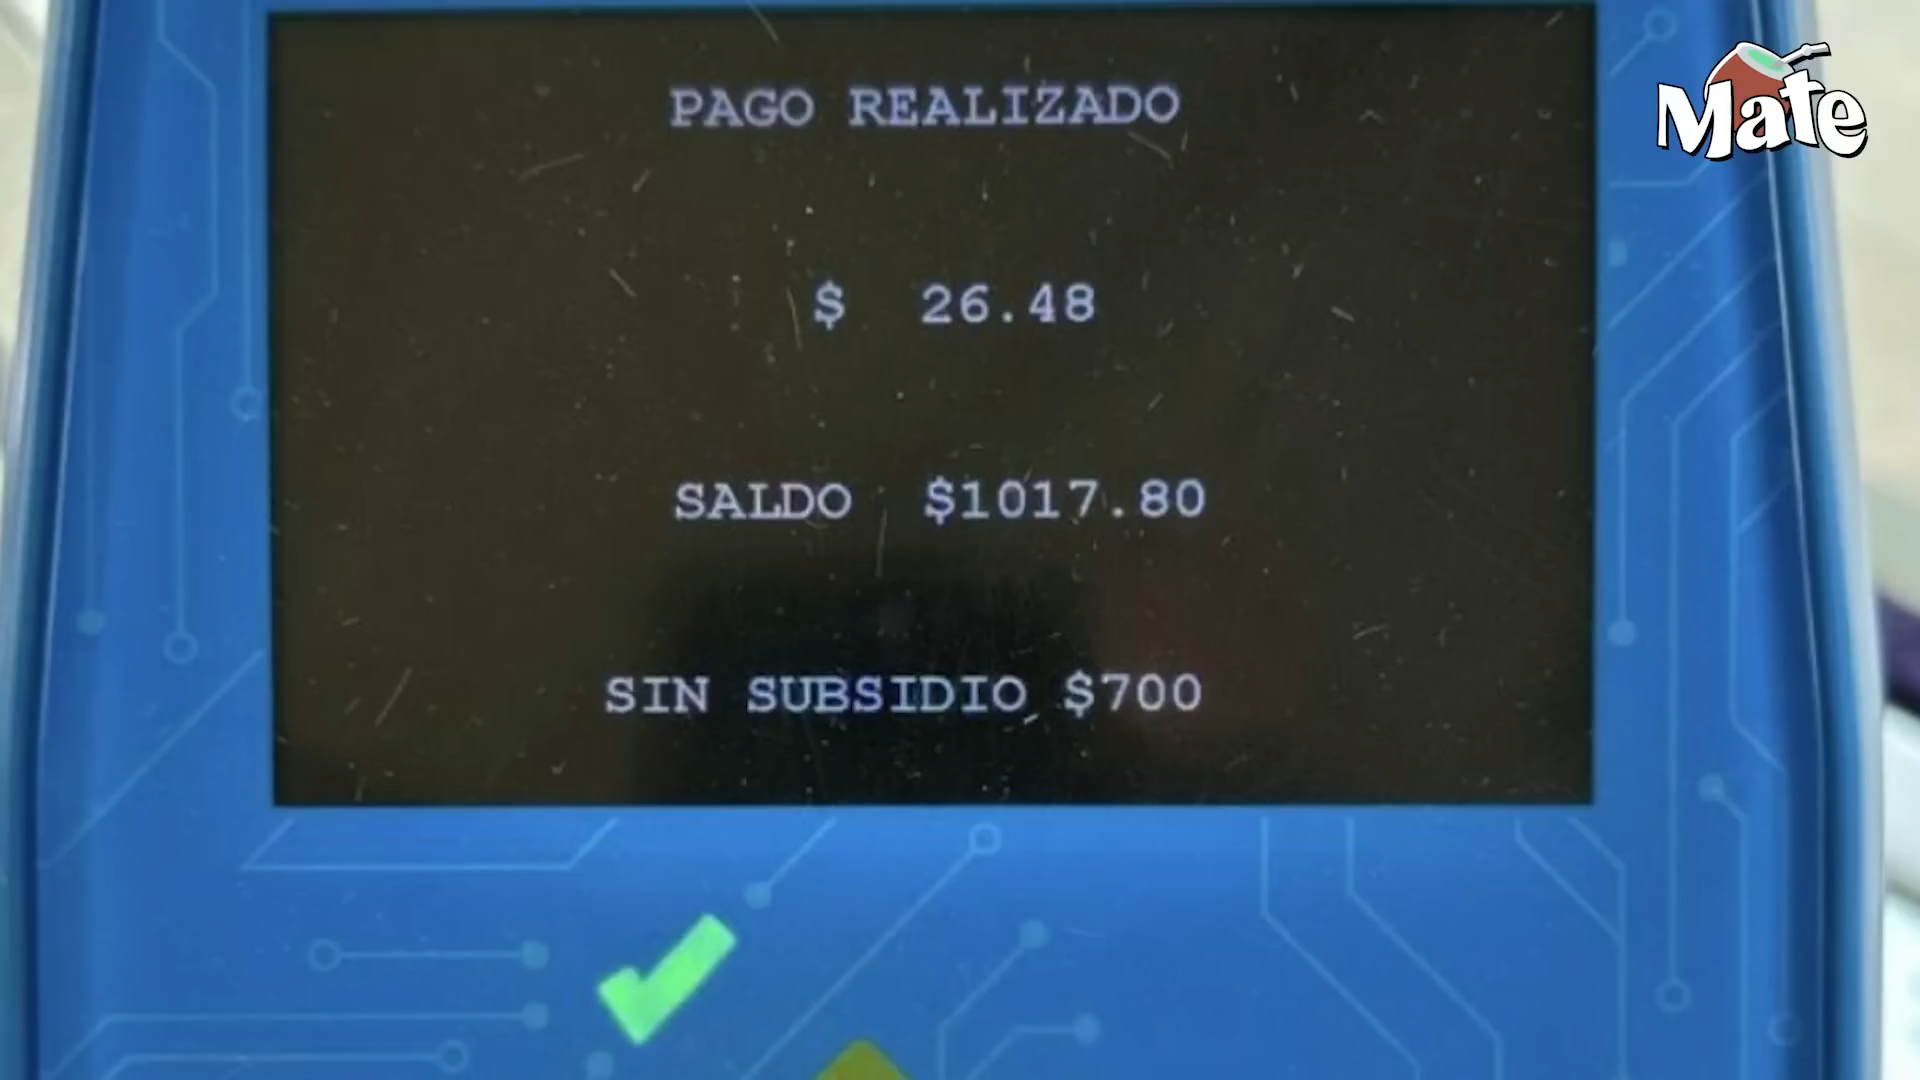 Mate
PAGO REALIZADO
$ 26.48
SALDO $1017.80
SIN SUBSIDIO $700